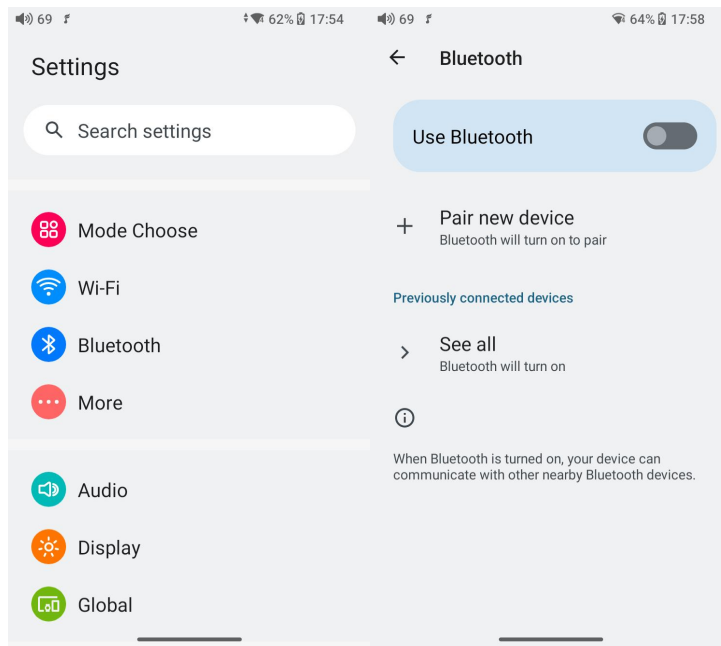 69 62% 17:54
Settings
Search settings
Mode Choose
Wi-Fi
Bluetooth
More
Audio
Display
Global
69 64% 17:58
Bluetooth
Use Bluetooth
Pair new device
Bluetooth will turn on to pair
Previously connected devices
See all
Bluetooth will turn on
When Bluetooth is turned on, your device can
communicate with other nearby Bluetooth devices.